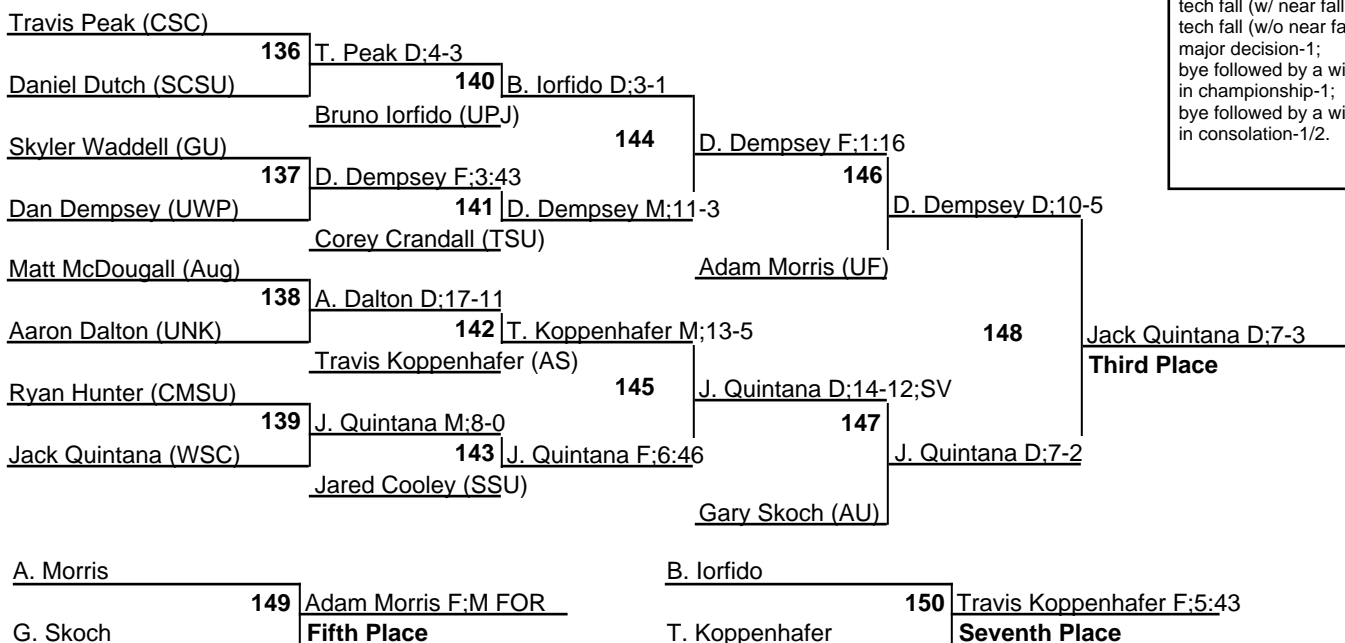 tech fall (w/ near fall
tech fall (w/o near fa
major decision-1;
bye followed by a wi
in championship-1;
bye followed by a wi
in consolation-1/2.
Travis Peak (CSC)
136 T. Peak D;4-3
Daniel Dutch (SCSU)
140 B. Iorfido D;3-1
Bruno Iorfido (UPJ)
Skyler Waddell (GU)
144 D. Dempsey F;1:16
137 D. Dempsey F;3:43
146
Dan Dempsey (UWP)
141 D. Dempsey M;11-3
D. Dempsey D;10-5
Corey Crandall (TSU)
Matt McDougall (Aug)
Adam Morris (UF)
138 A. Dalton D;17-11
Aaron Dalton (UNK)
142 T. Koppenhafer M;13-5
148 Jack Quintana D;7-3
Travis Koppenhafer (AS)
Third Place
Ryan Hunter (CMSU)
145 J. Quintana D;14-12;SV
139 J. Quintana M;8-0
147
Jack Quintana (WSC)
143 J. Quintana F;6:46
J. Quintana D;7-2
Jared Cooley (SSU)
Gary Skoch (AU)
A. Morris
B. Iorfido
149 Adam Morris F;M FOR
150 Travis Koppenhafer F;5:43
G. Skoch
Fifth Place
T. Koppenhafer
Seventh Place